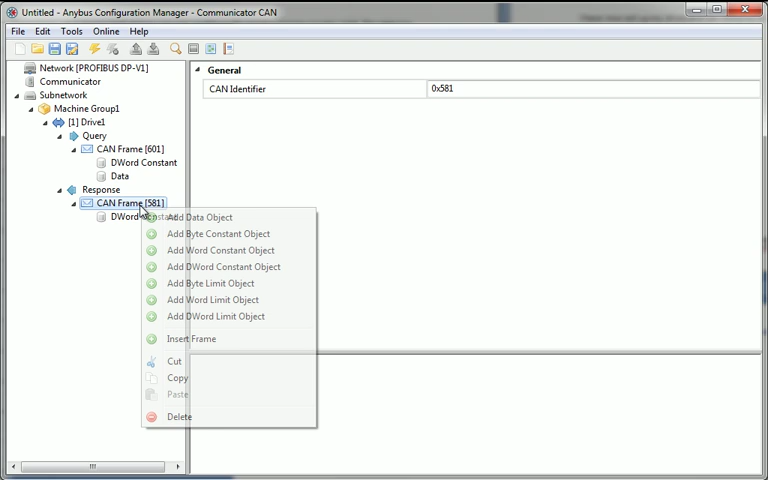 Untitled - Anybus Configuration Manager - Communicator CAN
File Edit Tools Online Help
Network [PROFIBUS DP-V1]
Communicator
Subnetwork
Machine Group1
[1] Drive1
Query
CAN Frame [601]
DWord Constant
Data
Response
CAN Frame [581]
DWord Constant
General
CAN Identifier 0x581
Add Data Object
Add Byte Constant Object
Add Word Constant Object
Add DWord Constant Object
Add Byte Limit Object
Add Word Limit Object
Add DWord Limit Object
Insert Frame
Cut
Copy
Paste
Delete